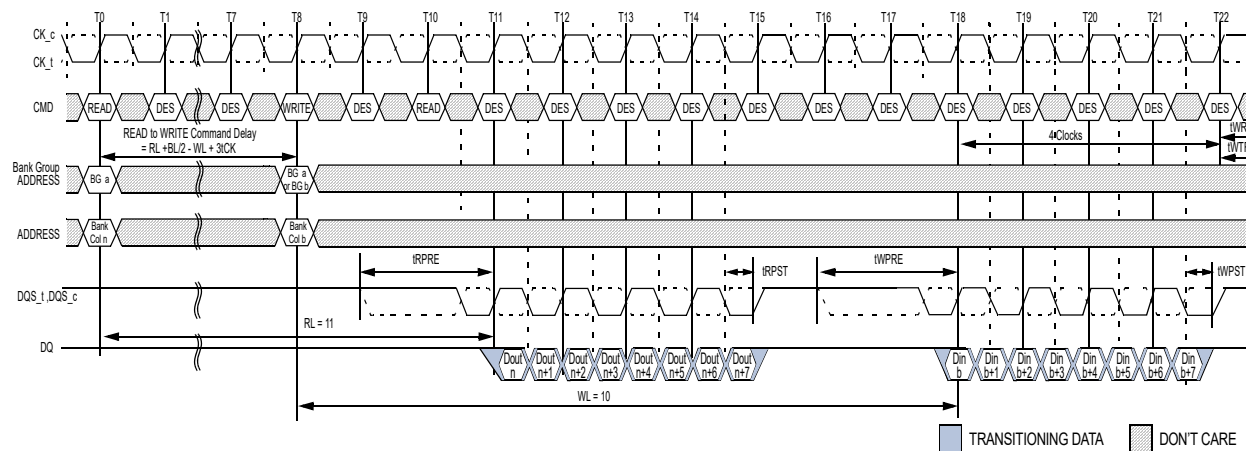 T0 T1 T7 T8 T9 T10 T11 T12 T13 T14 T15 T16 T17 T18 T19 T20 T21 T22
CK_c
CK_t
CMD READ DES DES WRITE DES READ DES DES DES DES DES DES DES DES DES DES DES DES
READ to WRITE Command Delay
= RL +BL/2 - WL + 3tCK
4 Clocks
tWR
tWTR
Bank Group
ADDRESS
BG a
BG a
or BG b
ADDRESS
Bank
Col n
Bank
Col b
tRPRE tRPST tWPRE tWPST
DQS_t ,DQS_c
RL = 11
DQ
Dout Dout Dout Dout Dout Dout Dout Dout Din Din Din Din Din Din Din Din
n n+1 n+2 n+3 n+4 n+5 n+6 n+7 b b+1 b+2 b+3 b+4 b+5 b+6 b+7
WL = 10
TRANSITIONING DATA DON'T CARE